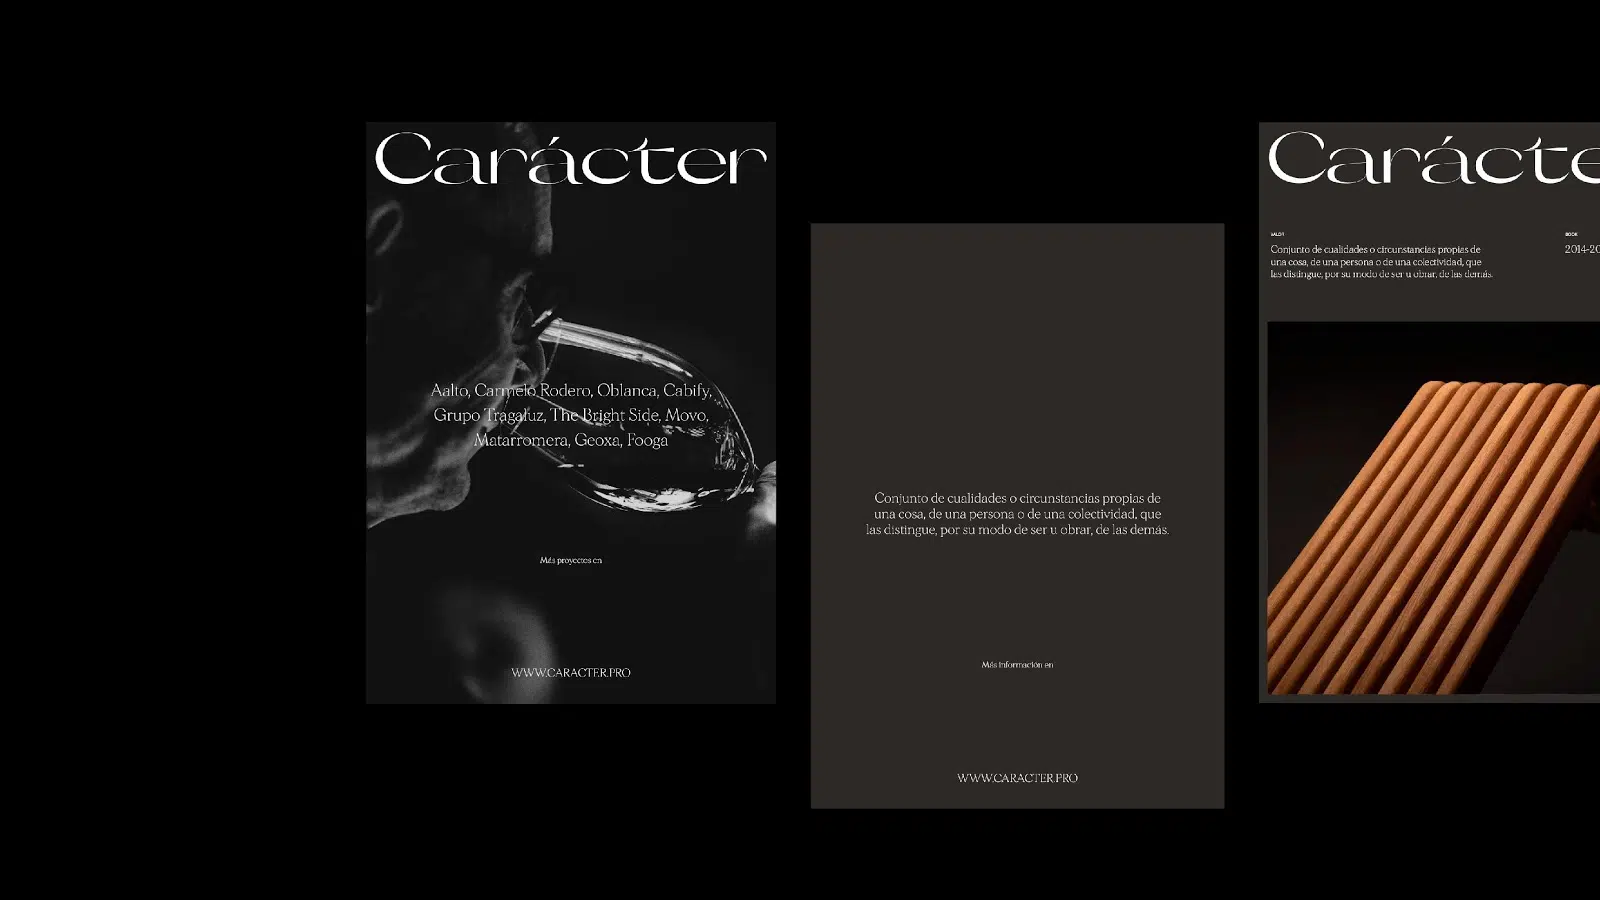 Carácter
Aalto, Carmelo Rodero, Oblanca, Cabify,
Grupo Tragaluz, The Bright Side, Movo,
Matarromera, Geoxa, Fooga
Más proyectos en
WWW.CARACTER.PRO
Conjunto de cualidades o circunstancias propias de
una cosa, de una persona o de una colectividad, que
las distingue, por su modo de ser u obrar, de las demás.
Más información en
WWW.CARACTER.PRO
Carácte
VALOR
Conjunto de cualidades o circunstancias propias de
una cosa, de una persona o de una colectividad, que
las distingue, por su modo de ser u obrar, de las demás.
BOOK
2014-20